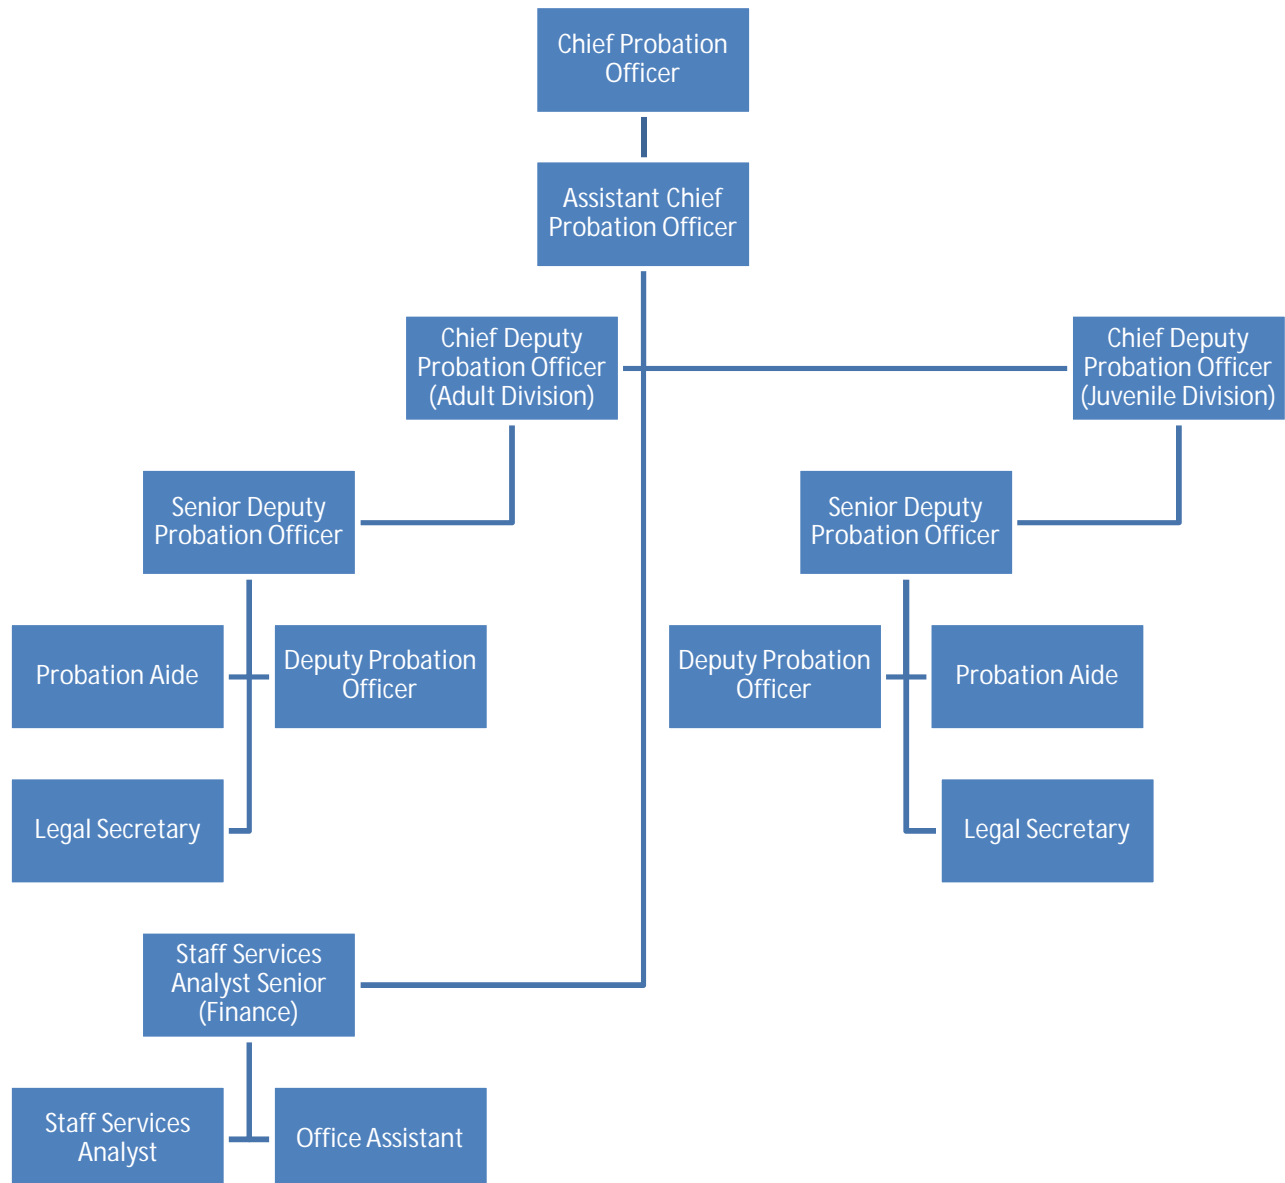 Chief Probation
Officer
Assistant Chief
Probation Officer
Chief Deputy
Probation Officer
(Adult Division)
Chief Deputy
Probation Officer
(Juvenile Division)
Senior Deputy
Probation Officer
Senior Deputy
Probation Officer
Probation Aide
Deputy Probation
Officer
Deputy Probation
Officer
Probation Aide
Legal Secretary
Legal Secretary
Staff Services
Analyst Senior
(Finance)
Staff Services
Analyst
Office Assistant